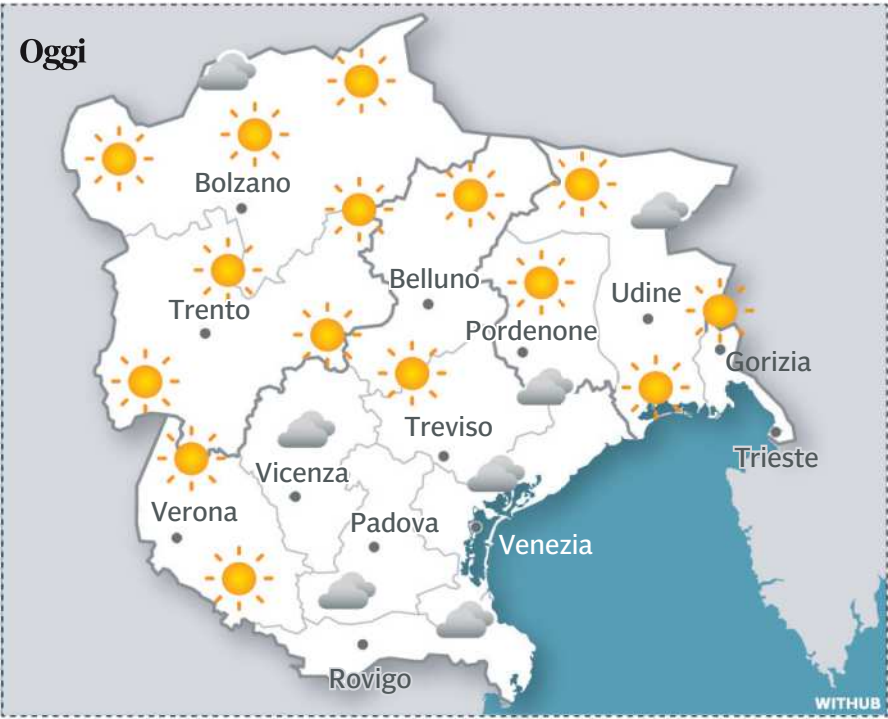 Oggi
Bolzano
Belluno
Udine
Trento
Pordenone
Gorizia
Treviso
Trieste
Vicenza
Verona
Padova
Venezia
Rovigo
WITHUB